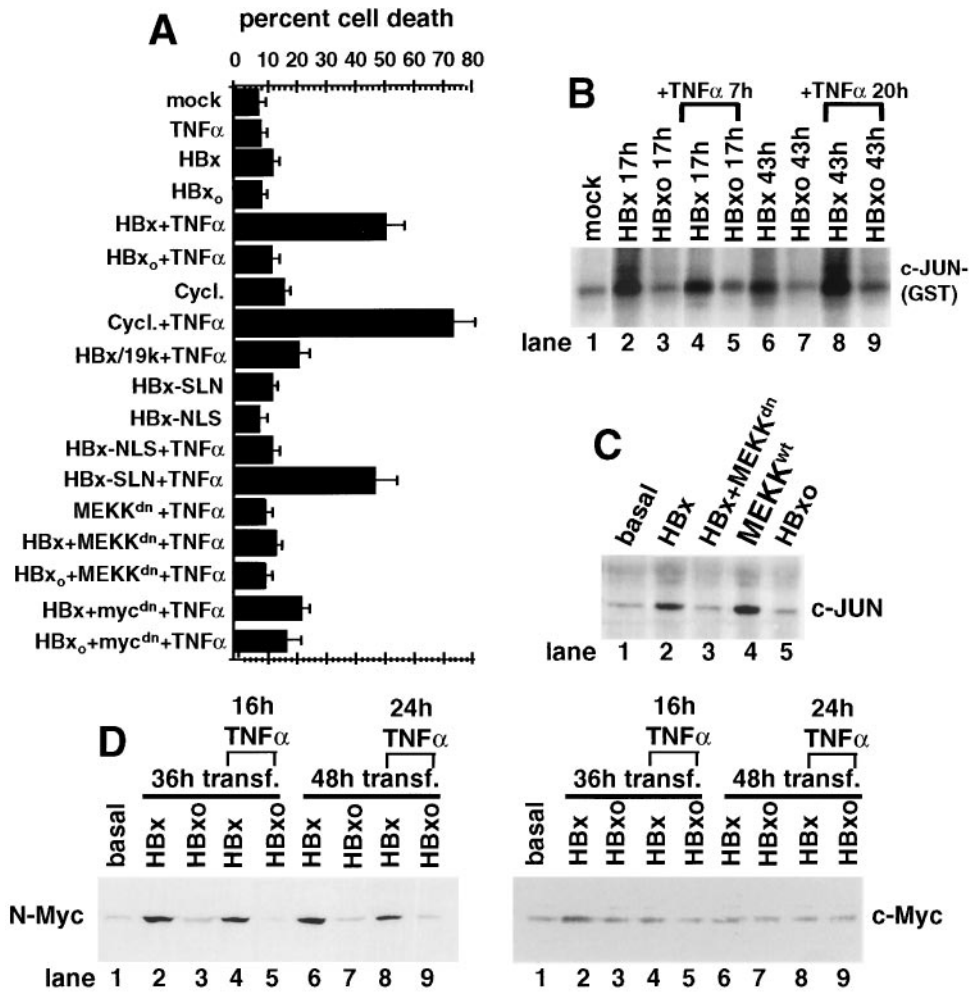 A
percent cell death
0 10 20 30 40 50 60 70 80
mock
TNFα
HBx
HBxo
HBx+TNFα
HBxo+TNFα
Cycl.
Cycl.+TNFα
HBx/19k+TNFα
HBx-SLN
HBx-NLS
HBx-NLS+TNFα
HBx-SLN+TNFα
MEKKdn +TNFα
HBx+MEKKdn+TNFα
HBxo+MEKKdn+TNFα
HBx+mycdn+TNFα
HBxo+mycdn+TNFα
B
+TNFα 7h
+TNFα 20h
mock
HBx 17h
HBxo 17h
HBx 17h
HBxo 17h
HBx 43h
HBxo 43h
HBx 43h
HBxo 43h
c-JUN-
(GST)
lane 1 2 3 4 5 6 7 8 9
C
basal
HBx
HBx+MEKKdn
MEKKwt
HBxo
c-JUN
lane 1 2 3 4 5
D
16h
TNFα
24h
TNFα
36h transf.
48h transf.
basal
HBx
HBxo
HBx
HBxo
HBx
HBxo
HBx
HBxo
N-Myc
lane 1 2 3 4 5 6 7 8 9
16h
TNFα
24h
TNFα
36h transf.
48h transf.
basal
HBx
HBxo
HBx
HBxo
HBx
HBxo
HBx
HBxo
c-Myc
1 2 3 4 5 6 7 8 9